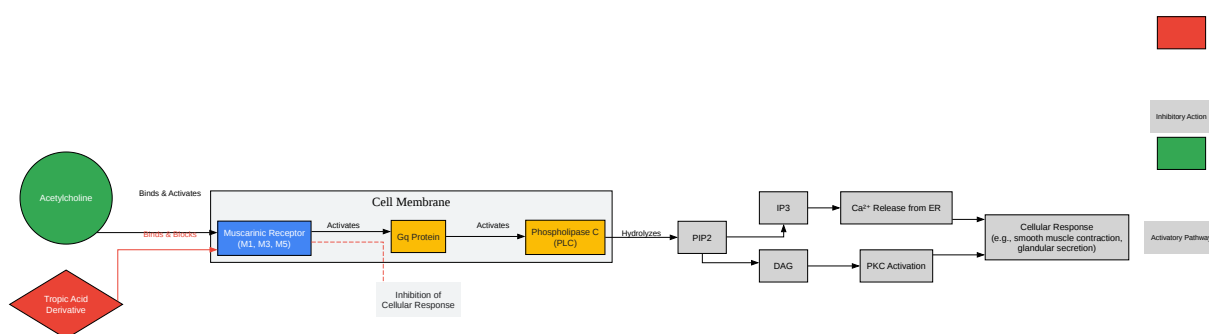 Inhibitory Action
Acetylcholine
Binds & Activates
Cell Membrane
Binds & Blocks
Muscarinic Receptor
(M1, M3, M5)
Activates
Gq Protein
Activates
Phospholipase C
(PLC)
Hydrolyzes
PIP2
IP3
Ca²⁺ Release from ER
DAG
PKC Activation
Cellular Response
(e.g., smooth muscle contraction,
glandular secretion)
Activatory Pathway
Tropic Acid
Derivative
Inhibition of
Cellular Response